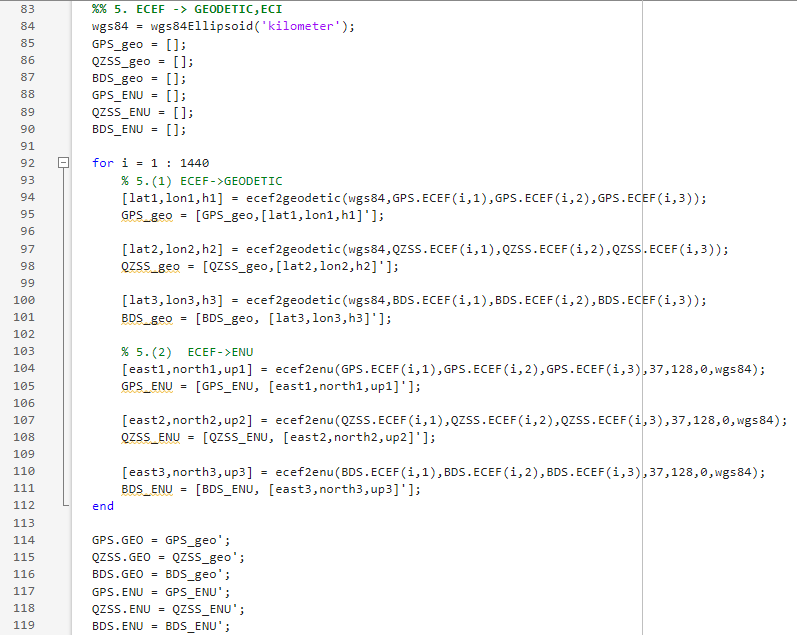 83 %% 5. ECEF -> GEODETIC,ECI
84 wgs84 = wgs84Ellipsoid('kilometer');
85 GPS_geo = [];
86 QZSS_geo = [];
87 BDS_geo = [];
88 GPS_ENU = [];
89 QZSS_ENU = [];
90 BDS_ENU = [];
91
92 for i = 1 : 1440
93 % 5.(1) ECEF->GEODETIC
94 [lat1,lon1,h1] = ecef2geodetic(wgs84,GPS.ECEF(i,1),GPS.ECEF(i,2),GPS.ECEF(i,3));
95 GPS_geo = [GPS_geo,[lat1,lon1,h1]'];
96
97 [lat2,lon2,h2] = ecef2geodetic(wgs84,QZSS.ECEF(i,1),QZSS.ECEF(i,2),QZSS.ECEF(i,3));
98 QZSS_geo = [QZSS_geo,[lat2,lon2,h2]'];
99
100 [lat3,lon3,h3] = ecef2geodetic(wgs84,BDS.ECEF(i,1),BDS.ECEF(i,2),BDS.ECEF(i,3));
101 BDS_geo = [BDS_geo, [lat3,lon3,h3]'];
102
103 % 5.(2)  ECEF->ENU
104 [east1,north1,up1] = ecef2enu(GPS.ECEF(i,1),GPS.ECEF(i,2),GPS.ECEF(i,3),37,128,0,wgs84);
105 GPS_ENU = [GPS_ENU, [east1,north1,up1]'];
106
107 [east2,north2,up2] = ecef2enu(QZSS.ECEF(i,1),QZSS.ECEF(i,2),QZSS.ECEF(i,3),37,128,0,wgs84);
108 QZSS_ENU = [QZSS_ENU, [east2,north2,up2]'];
109
110 [east3,north3,up3] = ecef2enu(BDS.ECEF(i,1),BDS.ECEF(i,2),BDS.ECEF(i,3),37,128,0,wgs84);
111 BDS_ENU = [BDS_ENU, [east3,north3,up3]'];
112 end
113
114 GPS.GEO = GPS_geo';
115 QZSS.GEO = QZSS_geo';
116 BDS.GEO = BDS_geo';
117 GPS.ENU = GPS_ENU';
118 QZSS.ENU = QZSS_ENU';
119 BDS.ENU = BDS_ENU';